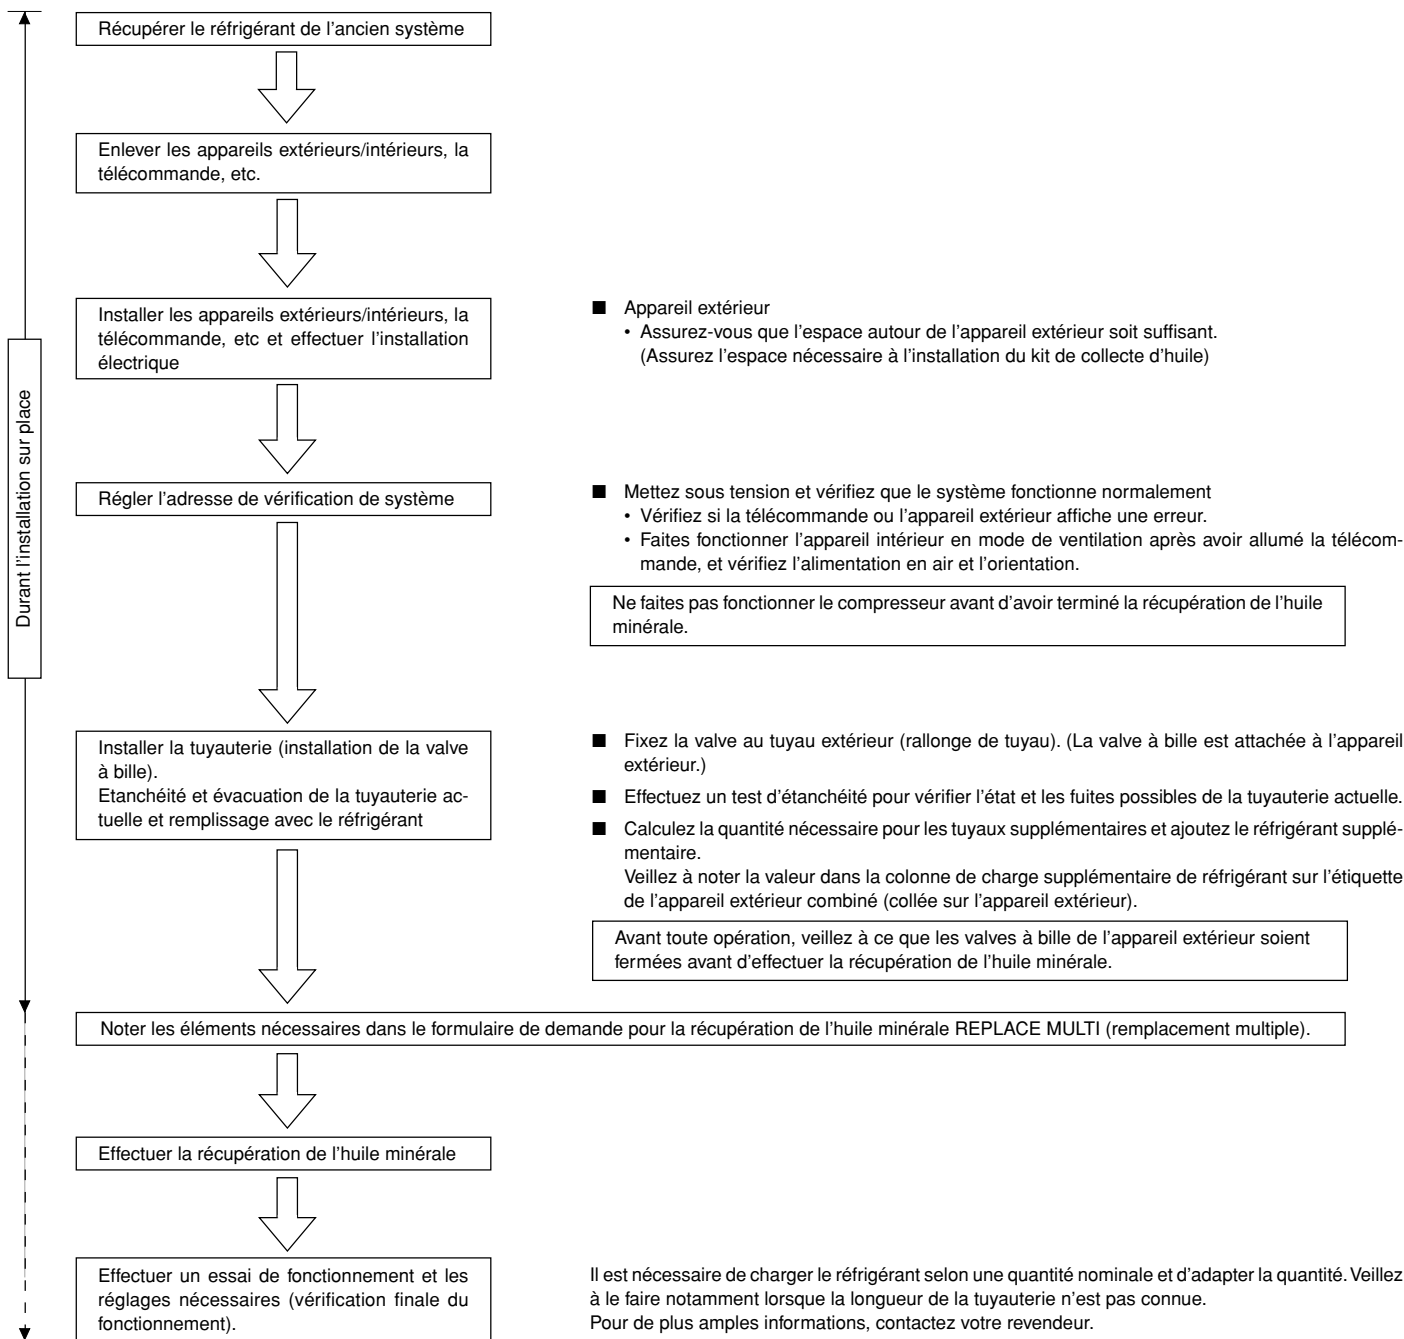 Récupérer le réfrigérant de l'ancien système
Enlever les appareils extérieurs/intérieurs, la
télécommande, etc.
Installer les appareils extérieurs/intérieurs, la
télécommande, etc et effectuer l'installation
électrique
■ Appareil extérieur
• Assurez-vous que l'espace autour de l'appareil extérieur soit suffisant.
(Assurez l'espace nécessaire à l'installation du kit de collecte d'huile)
Durant l'installation sur place
Régler l'adresse de vérification de système
■ Mettez sous tension et vérifiez que le système fonctionne normalement
• Vérifiez si la télécommande ou l'appareil extérieur affiche une erreur.
• Faites fonctionner l'appareil intérieur en mode de ventilation après avoir allumé la télécom-
mande, et vérifiez l'alimentation en air et l'orientation.
Ne faites pas fonctionner le compresseur avant d'avoir terminé la récupération de l'huile
minérale.
Installer la tuyauterie (installation de la valve
à bille).
Etanchéité et évacuation de la tuyauterie ac-
tuelle et remplissage avec le réfrigérant
■ Fixez la valve au tuyau extérieur (rallonge de tuyau). (La valve à bille est attachée à l'appareil
extérieur.)
■ Effectuez un test d'étanchéité pour vérifier l'état et les fuites possibles de la tuyauterie actuelle.
■ Calculez la quantité nécessaire pour les tuyaux supplémentaires et ajoutez le réfrigérant supplé-
mentaire.
Veillez à noter la valeur dans la colonne de charge supplémentaire de réfrigérant sur l'étiquette
de l'appareil extérieur combiné (collée sur l'appareil extérieur).
Avant toute opération, veillez à ce que les valves à bille de l'appareil extérieur soient
fermées avant d'effectuer la récupération de l'huile minérale.
Noter les éléments nécessaires dans le formulaire de demande pour la récupération de l'huile minérale REPLACE MULTI (remplacement multiple).
Effectuer la récupération de l'huile minérale
Effectuer un essai de fonctionnement et les
réglages nécessaires (vérification finale du
fonctionnement).
Il est nécessaire de charger le réfrigérant selon une quantité nominale et d'adapter la quantité. Veillez
à le faire notamment lorsque la longueur de la tuyauterie n'est pas connue.
Pour de plus amples informations, contactez votre revendeur.